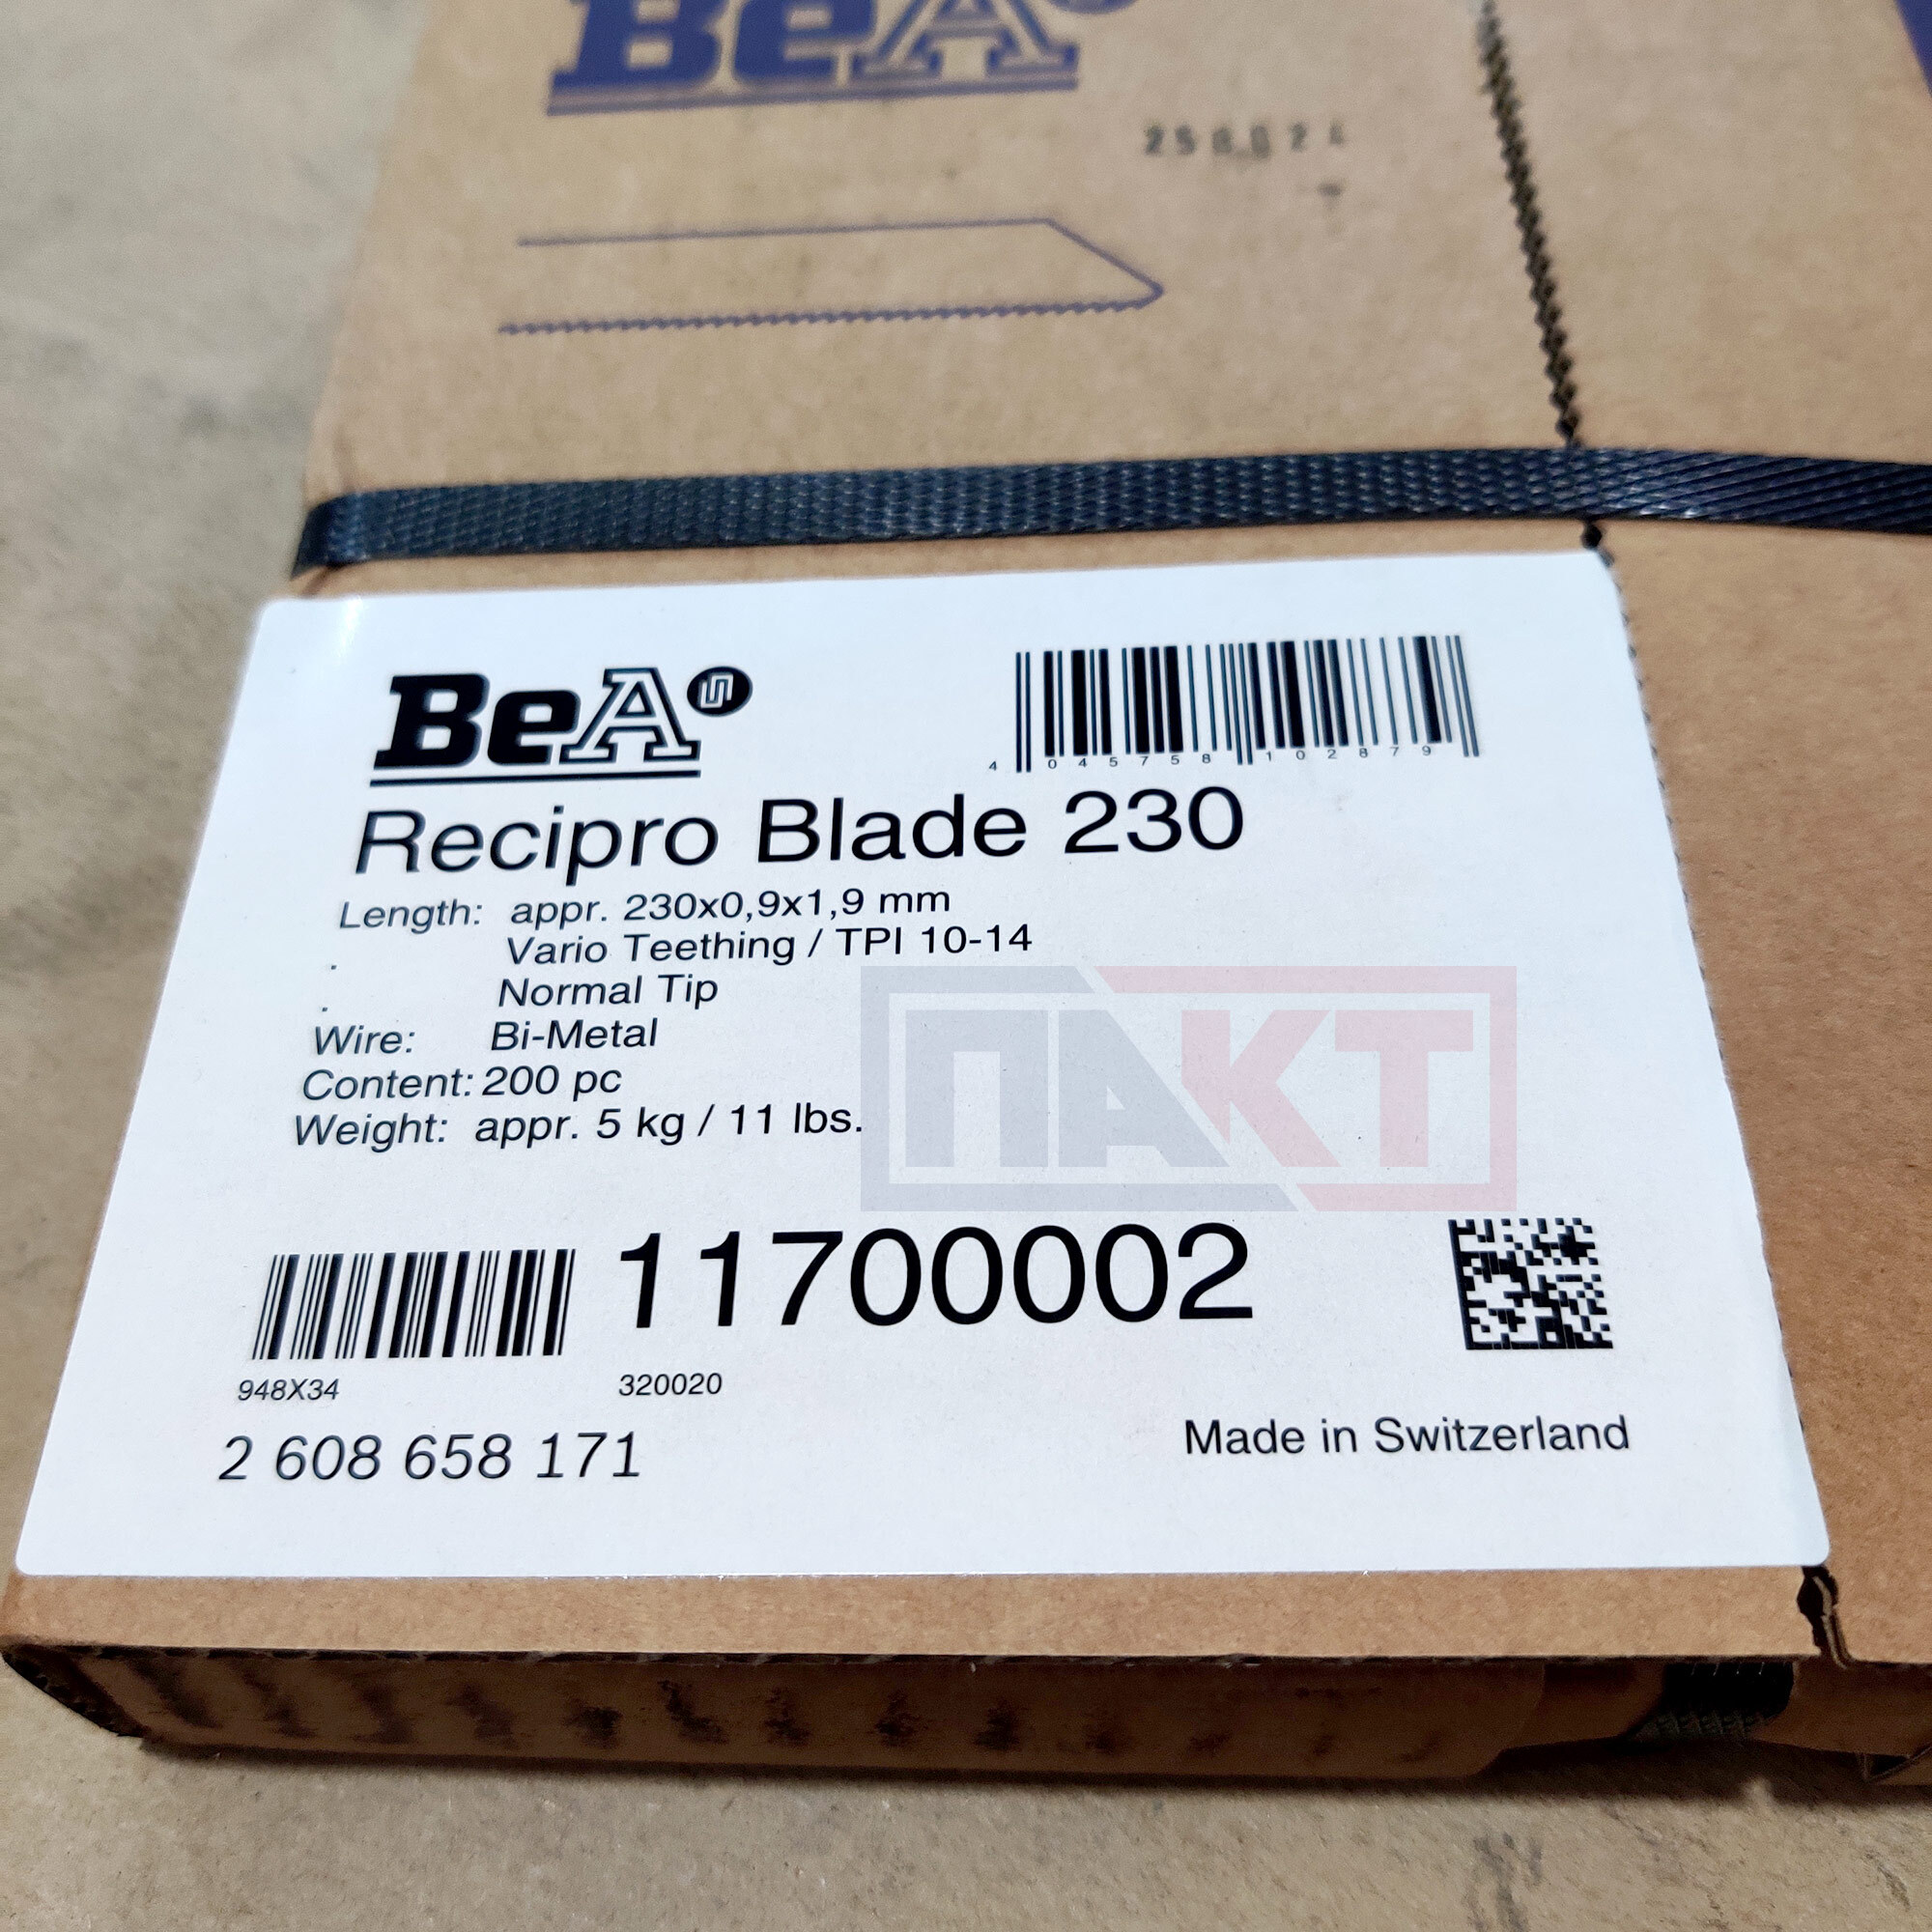 BeA
BeA
4 045758 102879
Recipro Blade 230
Length: appr. 230x0,9x1,9 mm
. Vario Teething / TPI 10-14
. Normal Tip
Wire: Bi-Metal
Content: 200 pc
Weight: appr. 5 kg / 11 lbs.
ПАКТ
11700002
948X34 320020
2 608 658 171
Made in Switzerland